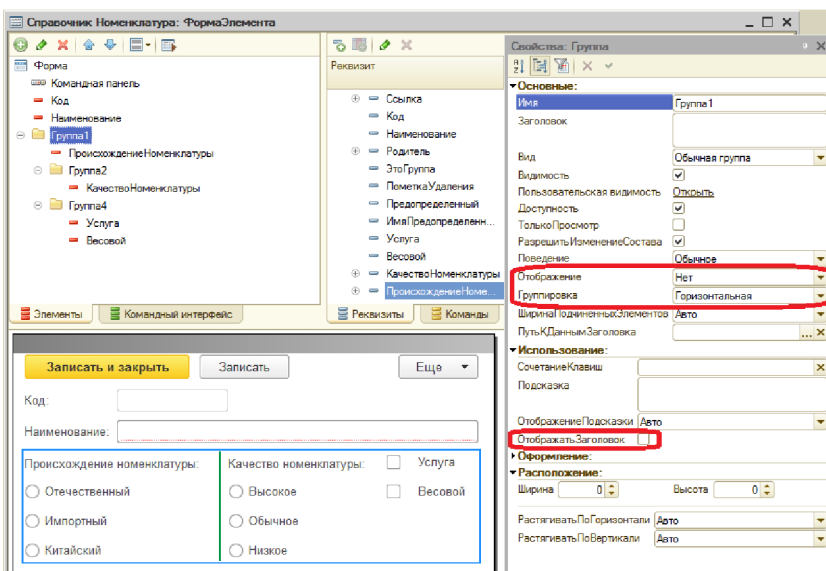 Справочник Номенклатура: ФормаЭлемента
Форма
Командная панель
Код
Наименование
Группа1
ПроисхождениеНоменклатуры
Группа2
КачествоНоменклатуры
Группа4
Услуга
Весовой
Элементы
Командный интерфейс
Реквизит
Ссылка
Код
Наименование
Родитель
ЭтоГруппа
ПометкаУдаления
Предопределенный
ИмяПредопределенн...
Услуга
Весовой
КачествоНоменклатуры
ПроисхождениеНоме...
Реквизиты
Команды
Записать и закрыть
Записать
Еще
Код:
Наименование:
Происхождение номенклатуры:
Качество номенклатуры:
Услуга
Отечественный
Высокое
Весовой
Импортный
Обычное
Китайский
Низкое
Свойства: Группа
Основные:
Имя Группа1
Заголовок
Вид Обычная группа
Видимость
Пользовательская видимость Открыть
Доступность
ТолькоПросмотр
РазрешитьИзменениеСостава
Поведение Обычное
Отображение Нет
Группировка Горизонтальная
ШиринаПодчиненныхЭлементов Авто
ПутьКДаннымЗаголовка ...
Использование:
СочетаниеКлавиш
Подсказка
ОтображениеПодсказки Авто
ОтображатьЗаголовок
Оформление:
Расположение:
Ширина 0 Высота 0
РастягиватьПоГоризонтали Авто
РастягиватьПоВертикали Авто